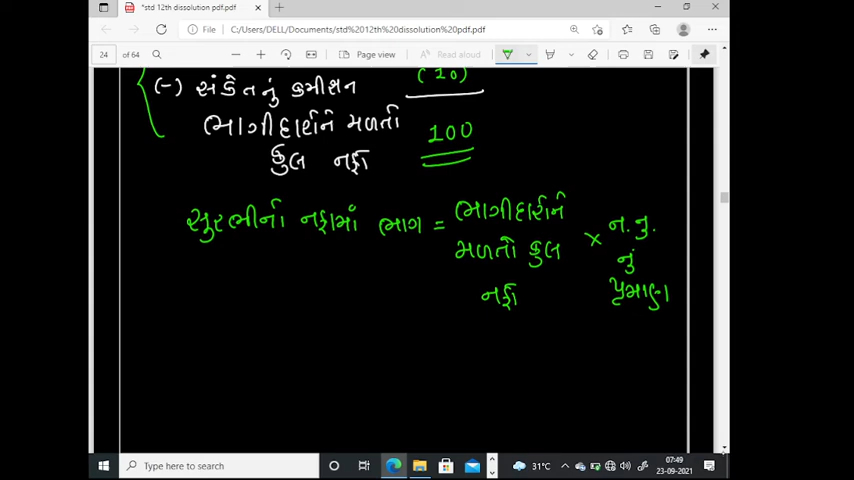 *std 12th dissolution pdf.pdf
File C:/Users/DELL/Documents/std%2012th%20dissolution%20pdf.pdf
24 of 64 Page view Read aloud
(10)
(-) સંકેતનું કમીશન
ભાગીદારોને મળતો 100
કુલ નફો
સુરભીનો નફામાં ભાગ = ભાગીદારોને મળતો કુલ નફો × ન.નુ. નું પ્રમાણ
Type here to search 31°C 07:49
23-09-2021